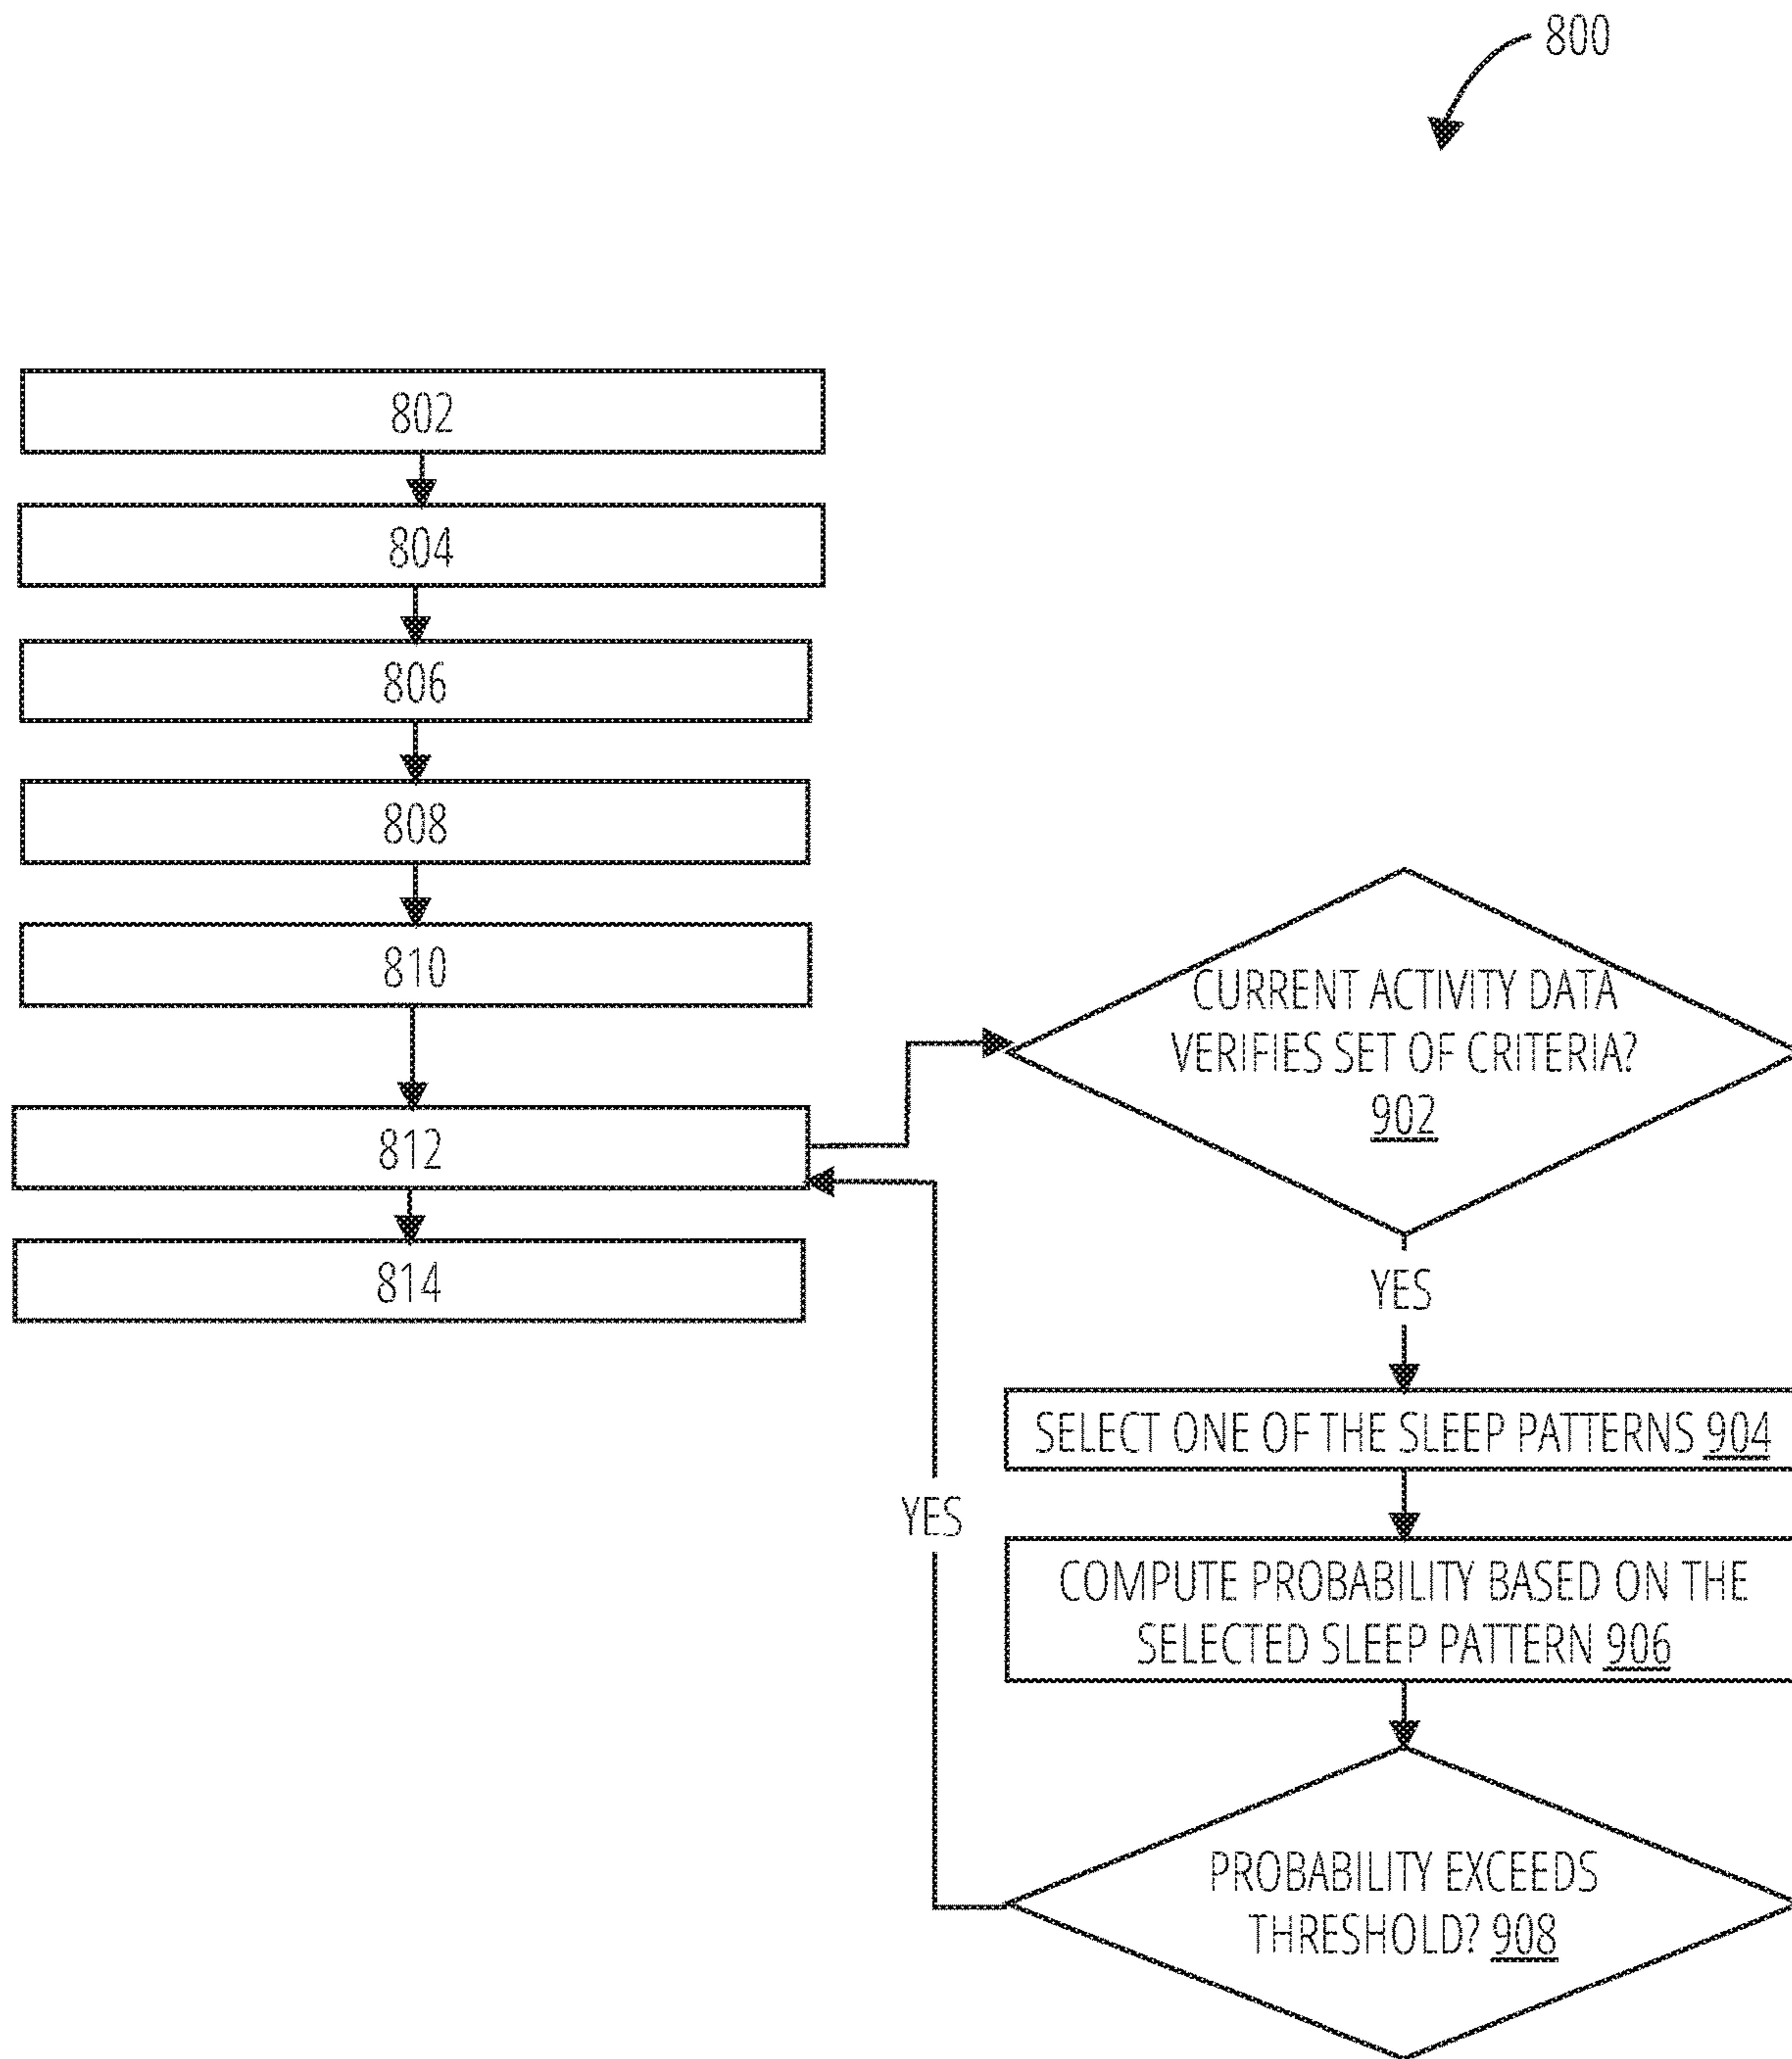 800
802
804
806
808
810
812
814
CURRENT ACTIVITY DATA
VERIFIES SET OF CRITERIA?
902
YES
SELECT ONE OF THE SLEEP PATTERNS 904
COMPUTE PROBABILITY BASED ON THE
SELECTED SLEEP PATTERN 906
PROBABILITY EXCEEDS
THRESHOLD? 908
YES